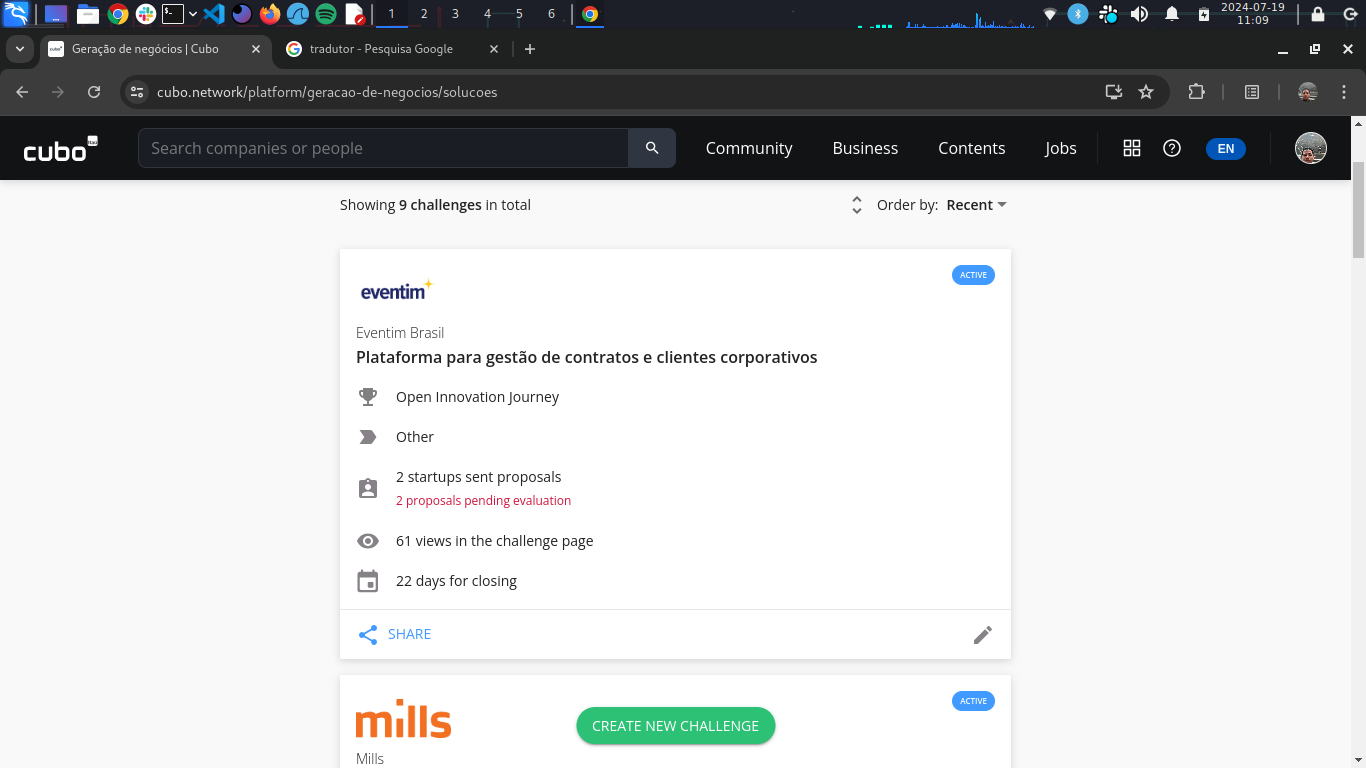 1 2 3 4 5 6
2024-07-19
11:09
Geração de negócios | Cubo
tradutor - Pesquisa Google
cubo.network/platform/geracao-de-negocios/solucoes
cubo
Search companies or people
Community
Business
Contents
Jobs
EN
Showing 9 challenges in total
Order by: Recent
ACTIVE
eventim
Eventim Brasil
Plataforma para gestão de contratos e clientes corporativos
Open Innovation Journey
Other
2 startups sent proposals
2 proposals pending evaluation
61 views in the challenge page
22 days for closing
SHARE
ACTIVE
mills
CREATE NEW CHALLENGE
Mills